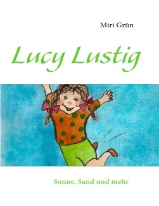 Miri Grün
Lucy Lustig
Sonne, Sand und mehr